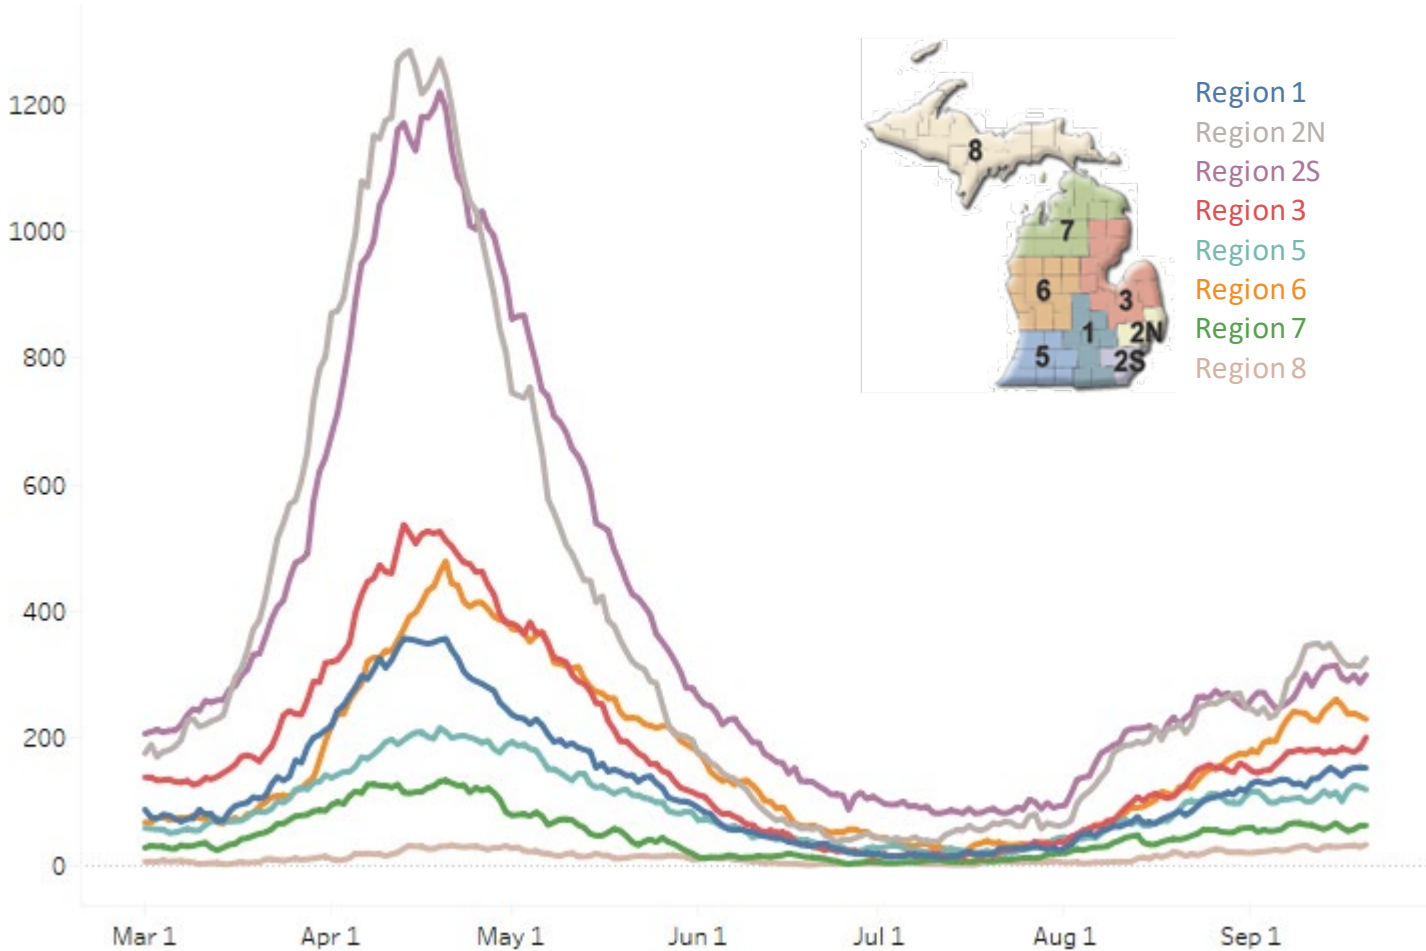 1200
1000
800
600
400
200
0
Mar 1
Apr 1
May 1
Jun 1
Jul 1
Aug 1
Sep 1
8
7
6
3
1
2N
5
2S
Region 1
Region 2N
Region 2S
Region 3
Region 5
Region 6
Region 7
Region 8